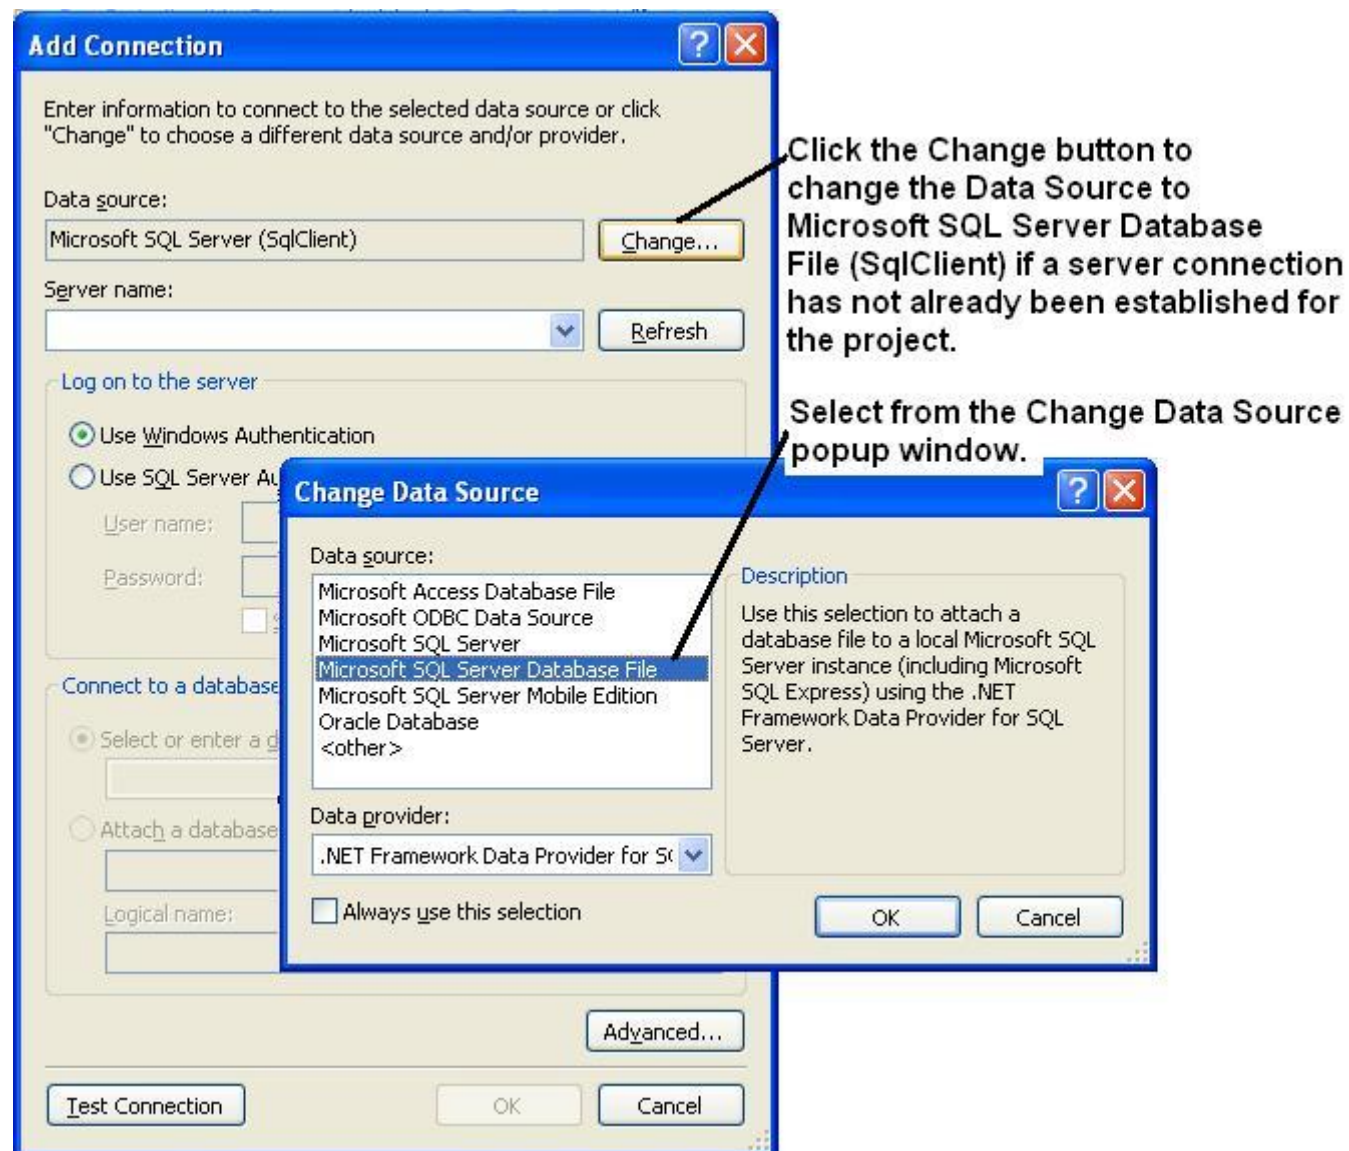 Add Connection
Enter information to connect to the selected data source or click
"Change" to choose a different data source and/or provider.
Data source:
Microsoft SQL Server (SqlClient)
Change...
Server name:
Refresh
Log on to the server
Use Windows Authentication
Use SQL Server Au
User name:
Password:
Connect to a database
Select or enter a d
Attach a database
Logical name:
Advanced...
Test Connection
OK
Cancel
Click the Change button to
change the Data Source to
Microsoft SQL Server Database
File (SqlClient) if a server connection
has not already been established for
the project.
Select from the Change Data Source
popup window.
Change Data Source
Data source:
Microsoft Access Database File
Microsoft ODBC Data Source
Microsoft SQL Server
Microsoft SQL Server Database File
Microsoft SQL Server Mobile Edition
Oracle Database
<other>
Data provider:
.NET Framework Data Provider for S
Always use this selection
Description
Use this selection to attach a
database file to a local Microsoft SQL
Server instance (including Microsoft
SQL Express) using the .NET
Framework Data Provider for SQL
Server.
OK
Cancel